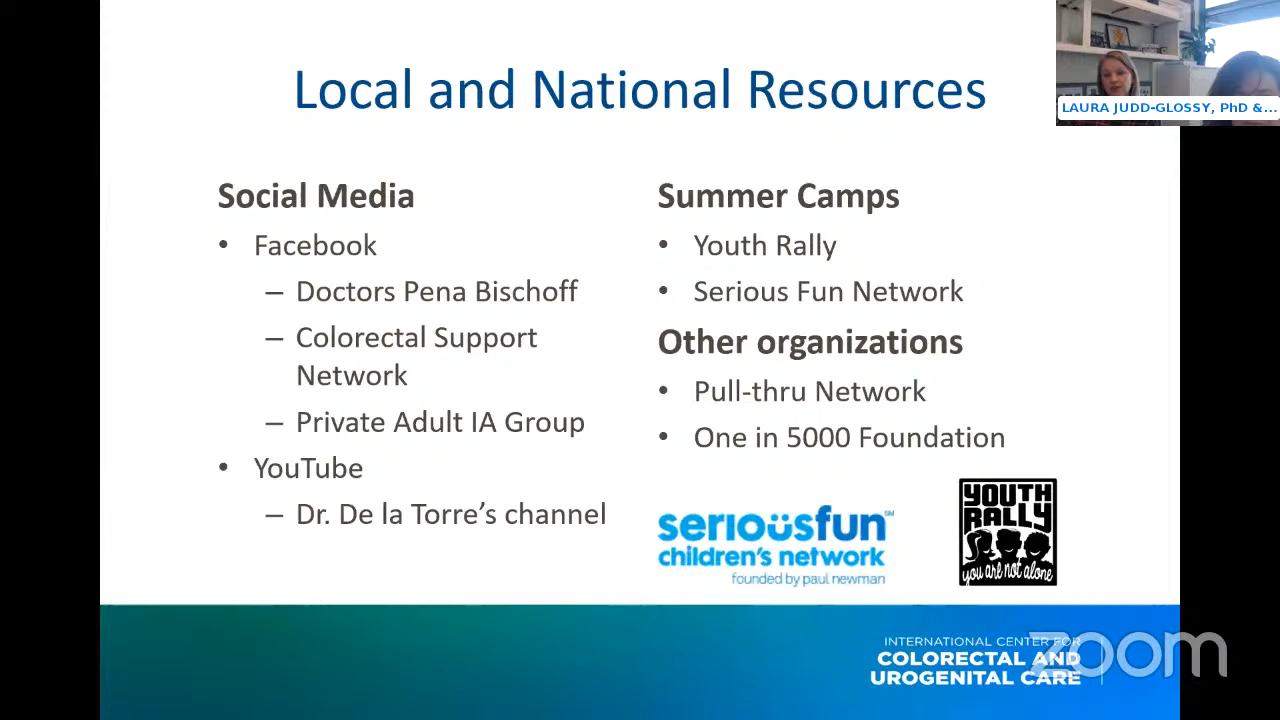 Local and National Resources
LAURA JUDD-GLOSSY, PhD &...
Social Media
• Facebook
– Doctors Pena Bischoff
– Colorectal Support
Network
– Private Adult IA Group
• YouTube
– Dr. De la Torre's channel
Summer Camps
• Youth Rally
• Serious Fun Network
Other organizations
• Pull-thru Network
• One in 5000 Foundation
seriousfun℠
children's network
founded by paul newman
YOUTH
RALLY
you are not alone
INTERNATIONAL CENTER FOR
COLORECTAL AND
UROGENITAL CARE
zoom